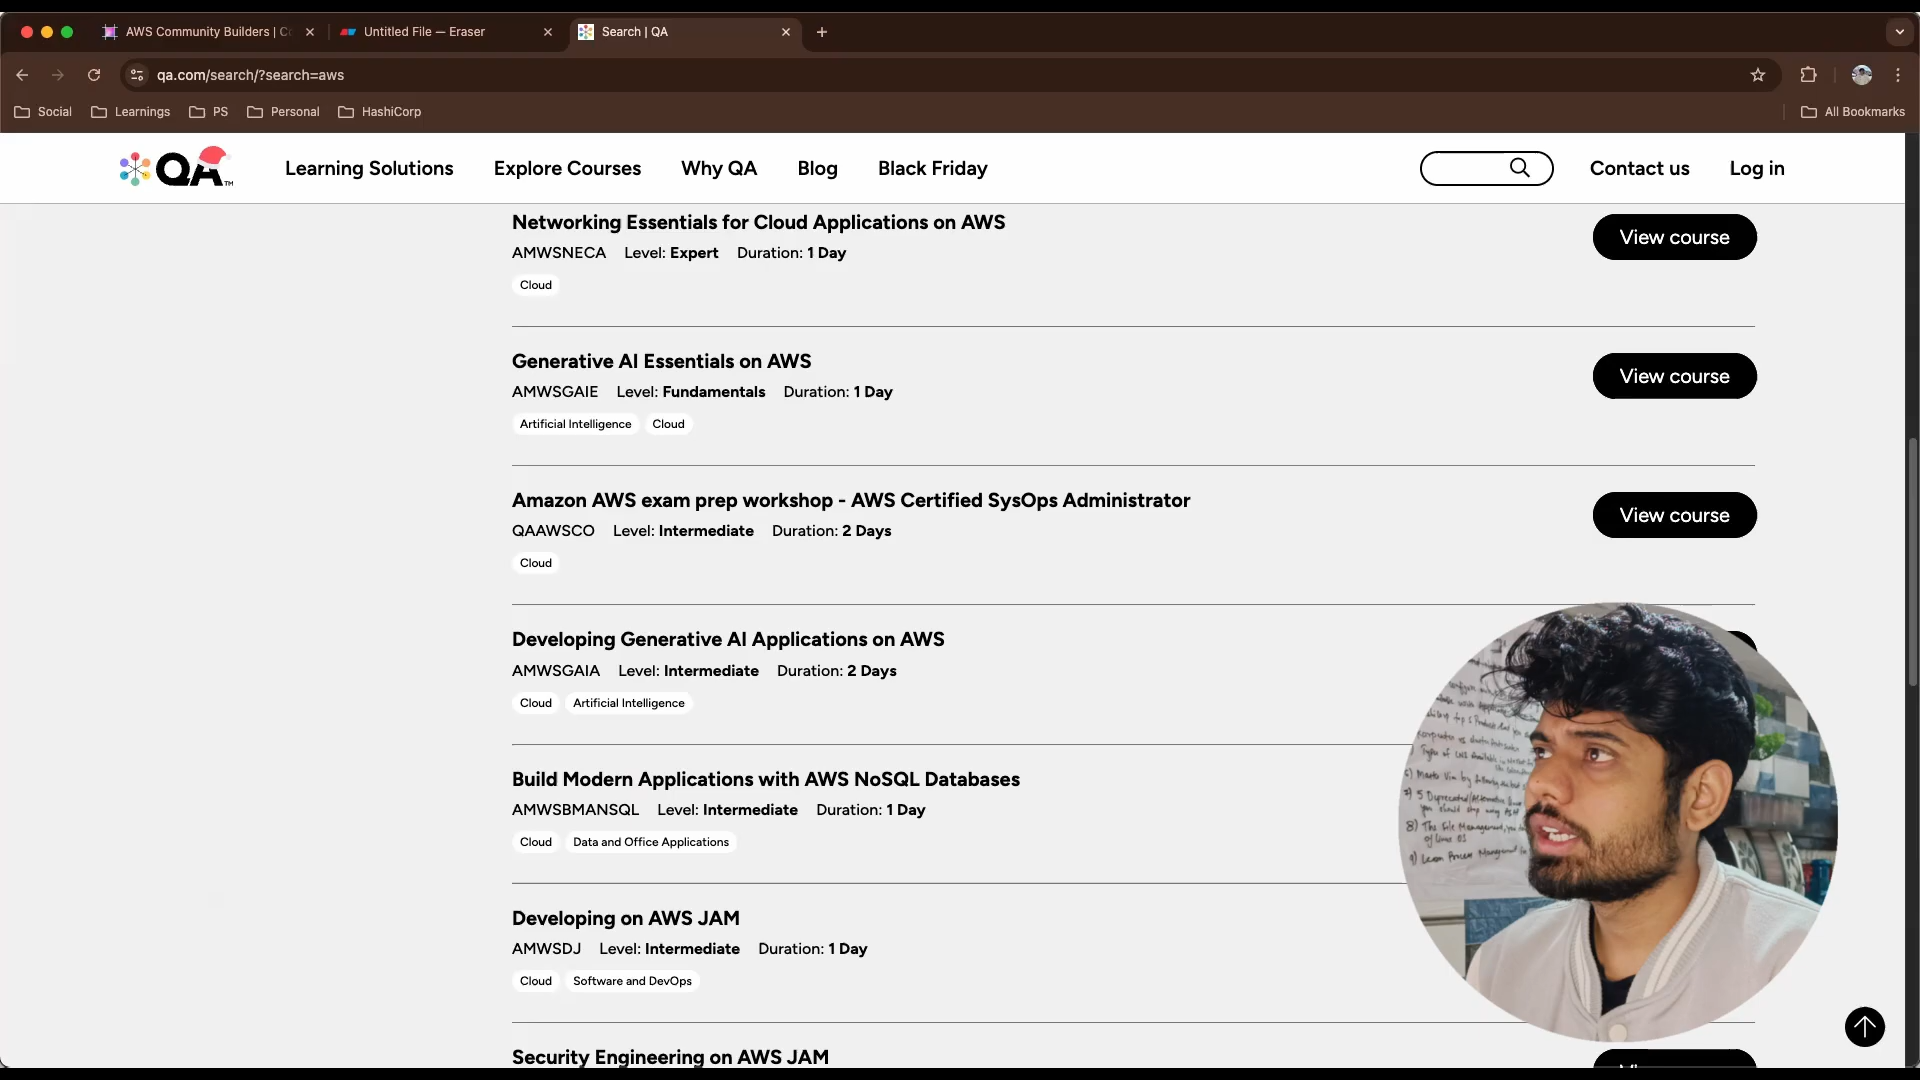 AWS Community Builders | C
Untitled File — Eraser
Search | QA
qa.com/search/?search=aws
Social
Learnings
PS
Personal
HashiCorp
All Bookmarks
QA™
Learning Solutions
Explore Courses
Why QA
Blog
Black Friday
Contact us
Log in
Networking Essentials for Cloud Applications on AWS
AMWSNECA Level: Expert Duration: 1 Day
Cloud
View course
Generative AI Essentials on AWS
AMWSGAIE Level: Fundamentals Duration: 1 Day
Artificial Intelligence Cloud
View course
Amazon AWS exam prep workshop - AWS Certified SysOps Administrator
QAAWSCO Level: Intermediate Duration: 2 Days
Cloud
View course
Developing Generative AI Applications on AWS
AMWSGAIA Level: Intermediate Duration: 2 Days
Cloud Artificial Intelligence
Build Modern Applications with AWS NoSQL Databases
AMWSBMANSQL Level: Intermediate Duration: 1 Day
Cloud Data and Office Applications
Developing on AWS JAM
AMWSDJ Level: Intermediate Duration: 1 Day
Cloud Software and DevOps
Security Engineering on AWS JAM